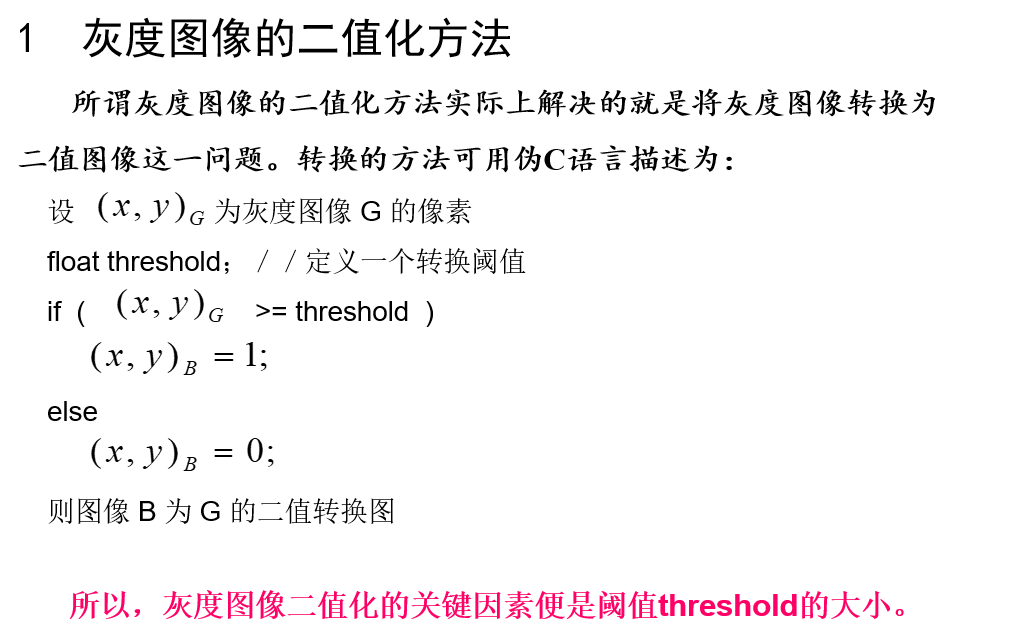 1 灰度图像的二值化方法
所谓灰度图像的二值化方法实际上解决的就是将灰度图像转换为
二值图像这一问题。转换的方法可用伪C语言描述为：
设 (x, y)G 为灰度图像 G 的像素
float threshold； ／／定义一个转换阈值
if ( (x, y)G >= threshold )
(x, y)B = 1;
else
(x, y)B = 0;
则图像 B 为 G 的二值转换图
所以，灰度图像二值化的关键因素便是阈值threshold的大小。